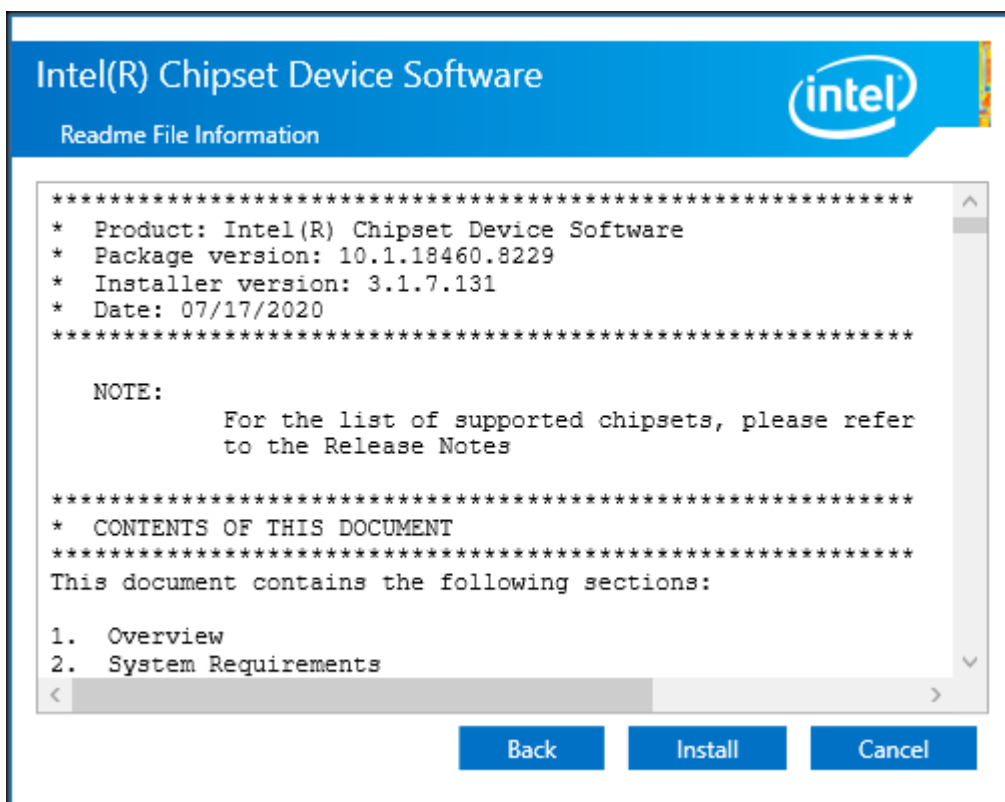 Intel(R) Chipset Device Software
intel
Readme File Information
************************************************************
*  Product: Intel(R) Chipset Device Software
*  Package version: 10.1.18460.8229
*  Installer version: 3.1.7.131
*  Date: 07/17/2020
************************************************************
NOTE:
For the list of supported chipsets, please refer
to the Release Notes
************************************************************
*  CONTENTS OF THIS DOCUMENT
************************************************************
This document contains the following sections:
1.  Overview
2.  System Requirements
Back
Install
Cancel